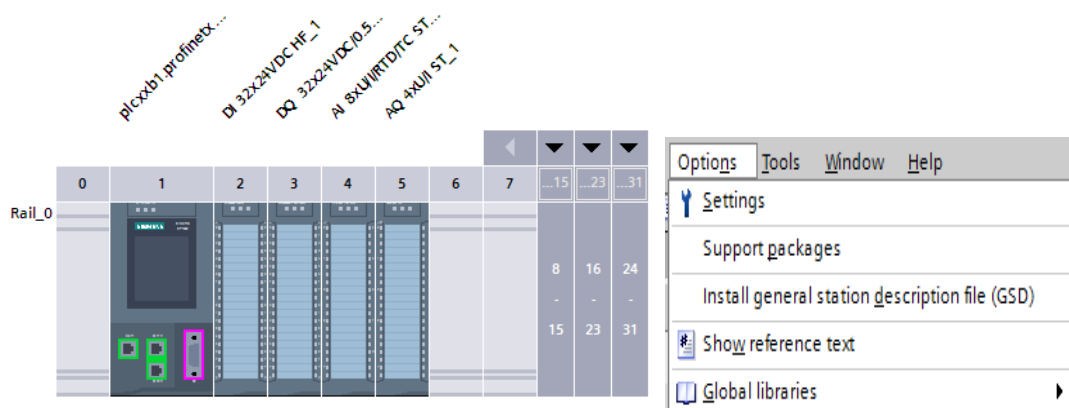 plcxxb1.profinetx...
DI 32x24VDC HF_1
DQ 32x24VDC/0.5...
AI 8xU/I/RTD/TC ST...
AQ 4xU/I ST_1
0 1 2 3 4 5 6 7 ...15 ...23 ...31
Rail_0
SIEMENS
8 16 24
- - -
15 23 31
Options Tools Window Help
Settings
Support packages
Install general station description file (GSD)
Show reference text
Global libraries